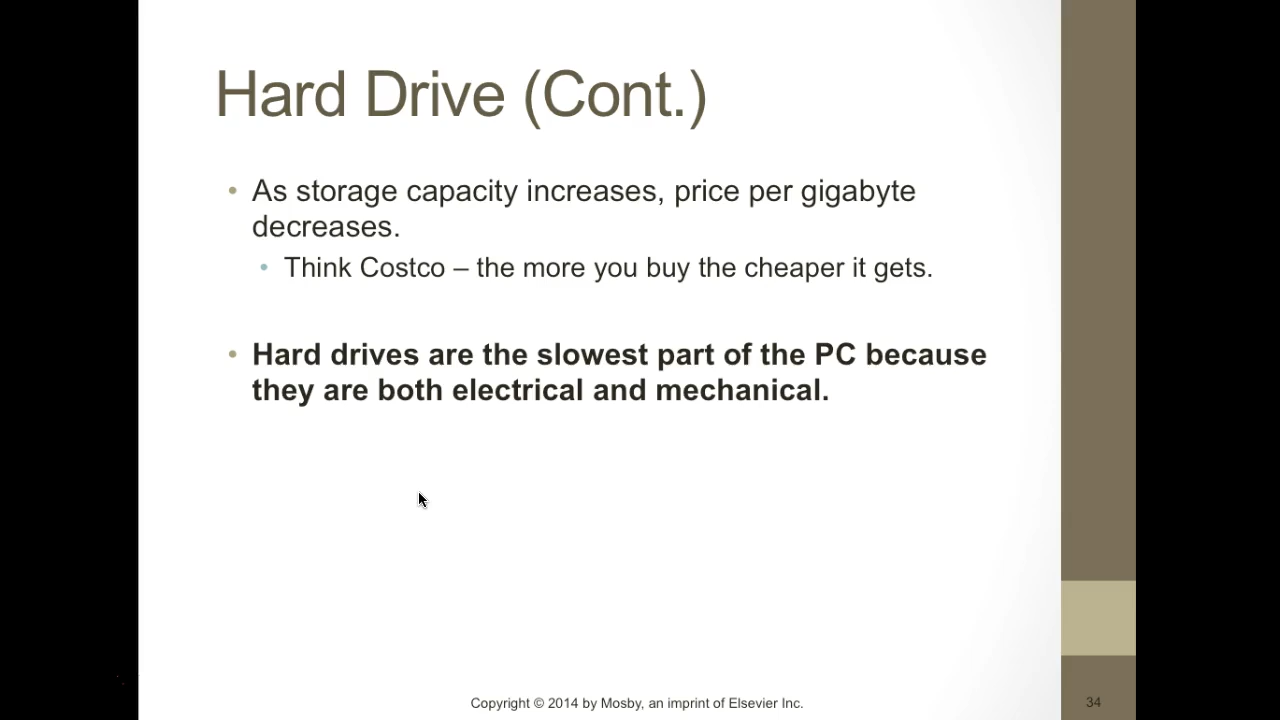 Hard Drive (Cont.)
• As storage capacity increases, price per gigabyte
decreases.
• Think Costco – the more you buy the cheaper it gets.
• Hard drives are the slowest part of the PC because
they are both electrical and mechanical.
Copyright © 2014 by Mosby, an imprint of Elsevier Inc.
34